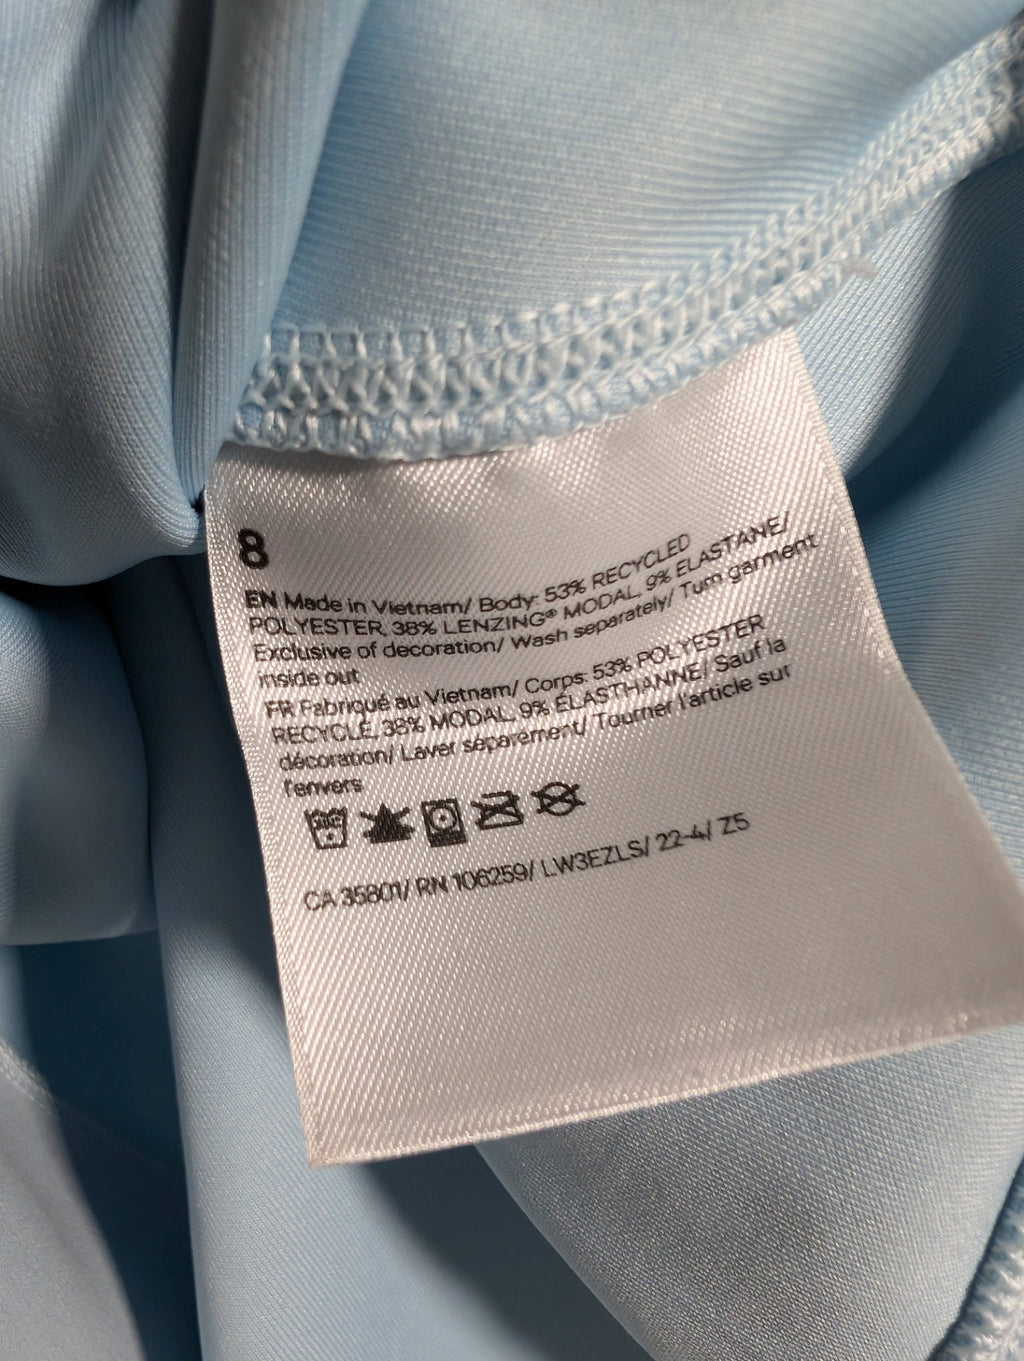 8
EN Made in Vietnam/ Body: 53% RECYCLED
POLYESTER, 38% LENZING® MODAL, 9% ELASTANE/
Exclusive of decoration/ Wash separately/ Turn garment
inside out
FR Fabriqué au Vietnam/ Corps: 53% POLYESTER
RECYCLÉ, 38% MODAL, 9% ÉLASTHANNE/ Sauf la
décoration/ Laver séparément/ Tourner l'article sur
l'envers
CA 35801/ RN 106259/ LW3EZLS/ 22-4/ Z5